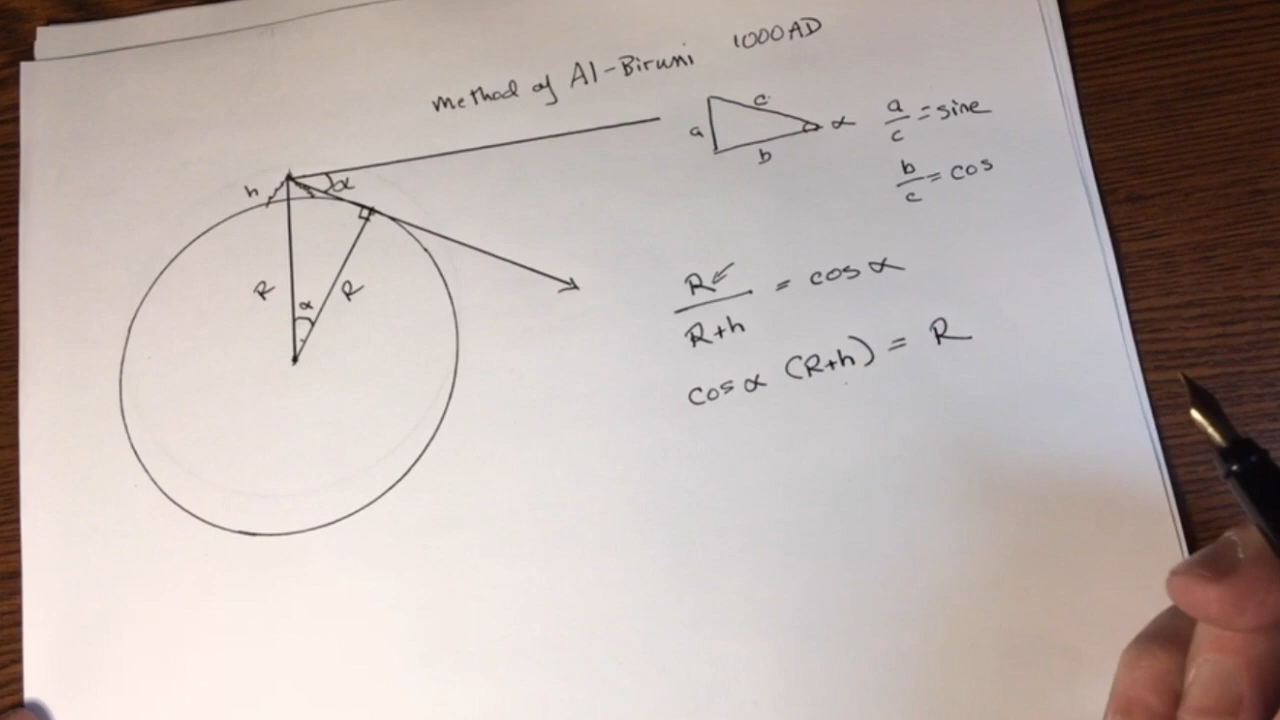 Method of Al-Biruni 1000AD
c
a
α
b
a/c = sine
b/c = cos
h
α
R
R
α
R/R+h = cos α
cos α (R+h) = R